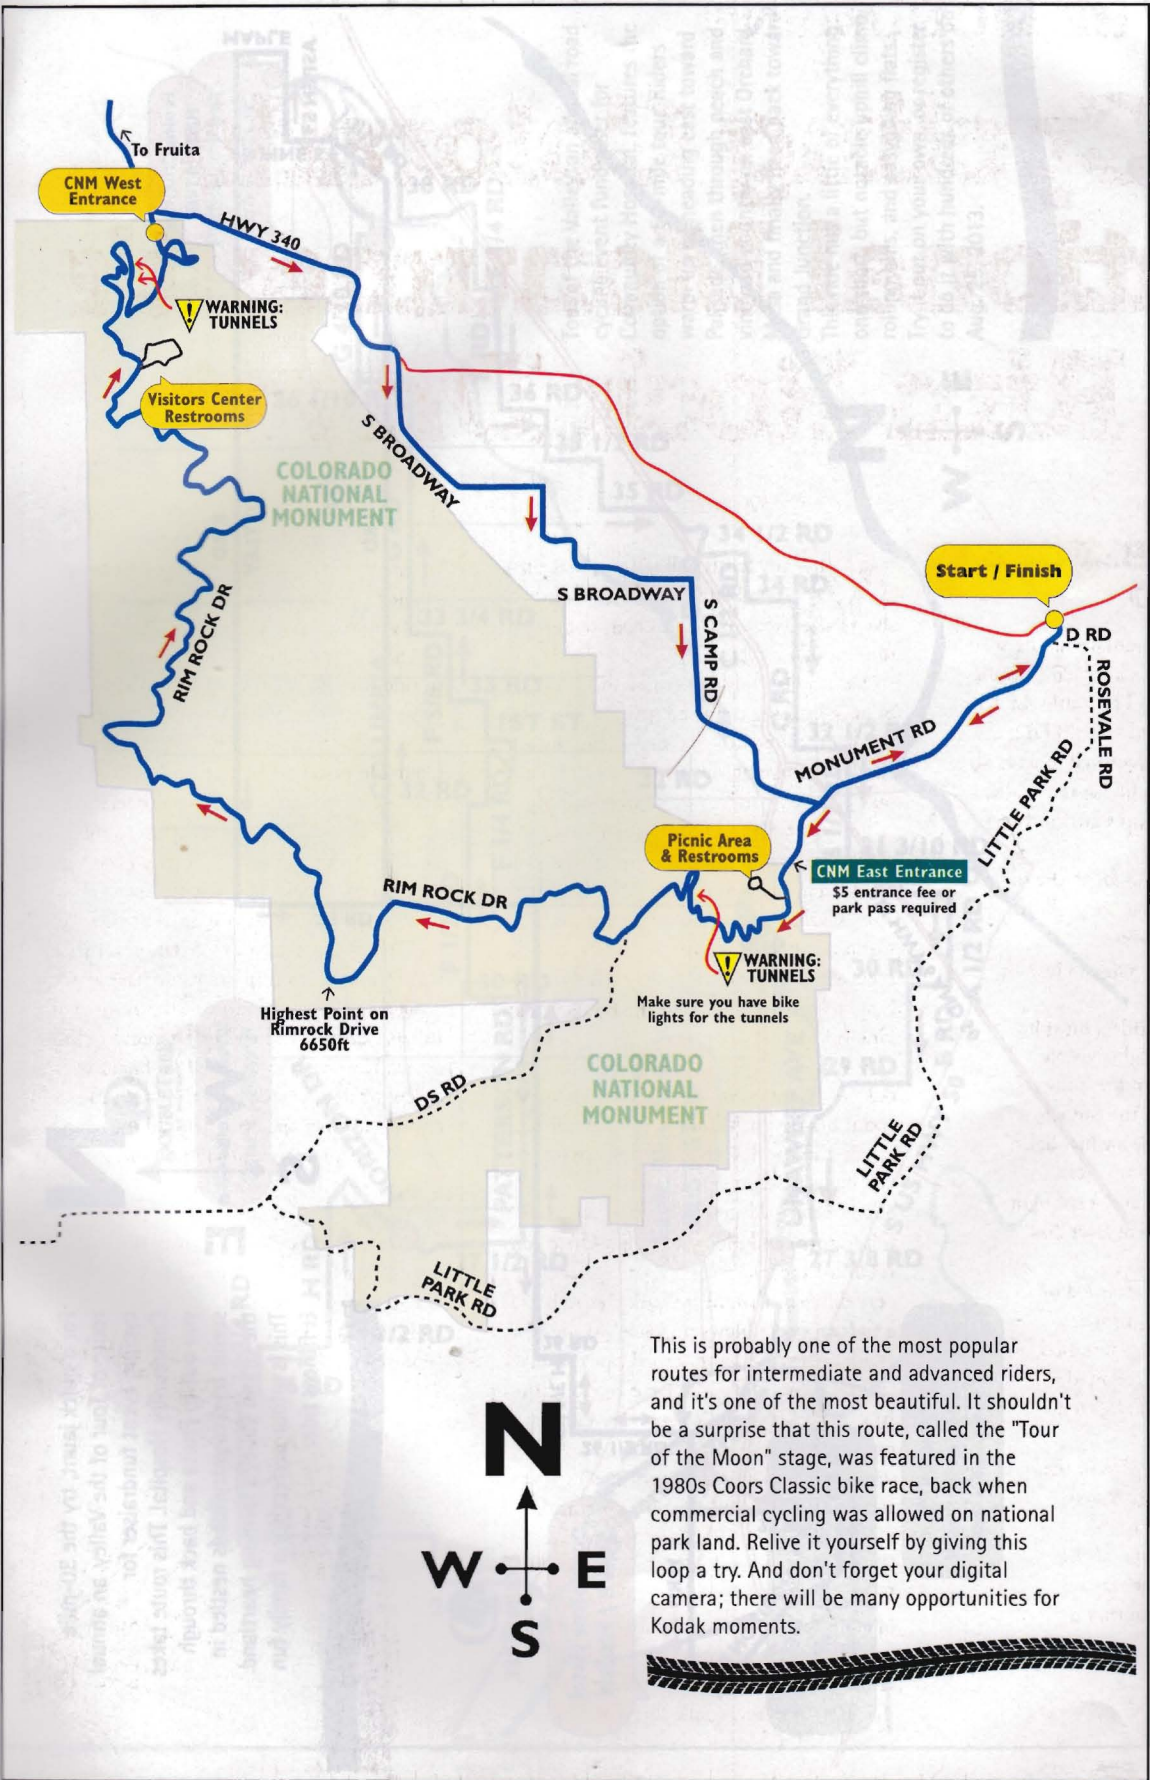 To Fruita
CNM West
Entrance
HWY 340
WARNING:
TUNNELS
Visitors Center
Restrooms
S BROADWAY
COLORADO
NATIONAL
MONUMENT
S BROADWAY
S CAMP RD
Start / Finish
D RD
ROSEVALE RD
RIM ROCK DR
MONUMENT RD
LITTLE PARK RD
Picnic Area
& Restrooms
CNM East Entrance
$5 entrance fee or
park pass required
RIM ROCK DR
WARNING:
TUNNELS
Make sure you have bike
lights for the tunnels
Highest Point on
Rimrock Drive
6650ft
COLORADO
NATIONAL
MONUMENT
DS RD
LITTLE
PARK RD
LITTLE
PARK RD
This is probably one of the most popular
routes for intermediate and advanced riders,
and it's one of the most beautiful. It shouldn't
be a surprise that this route, called the "Tour
of the Moon" stage, was featured in the
1980s Coors Classic bike race, back when
commercial cycling was allowed on national
park land. Relive it yourself by giving this
loop a try. And don't forget your digital
camera; there will be many opportunities for
Kodak moments.
N
W E
S